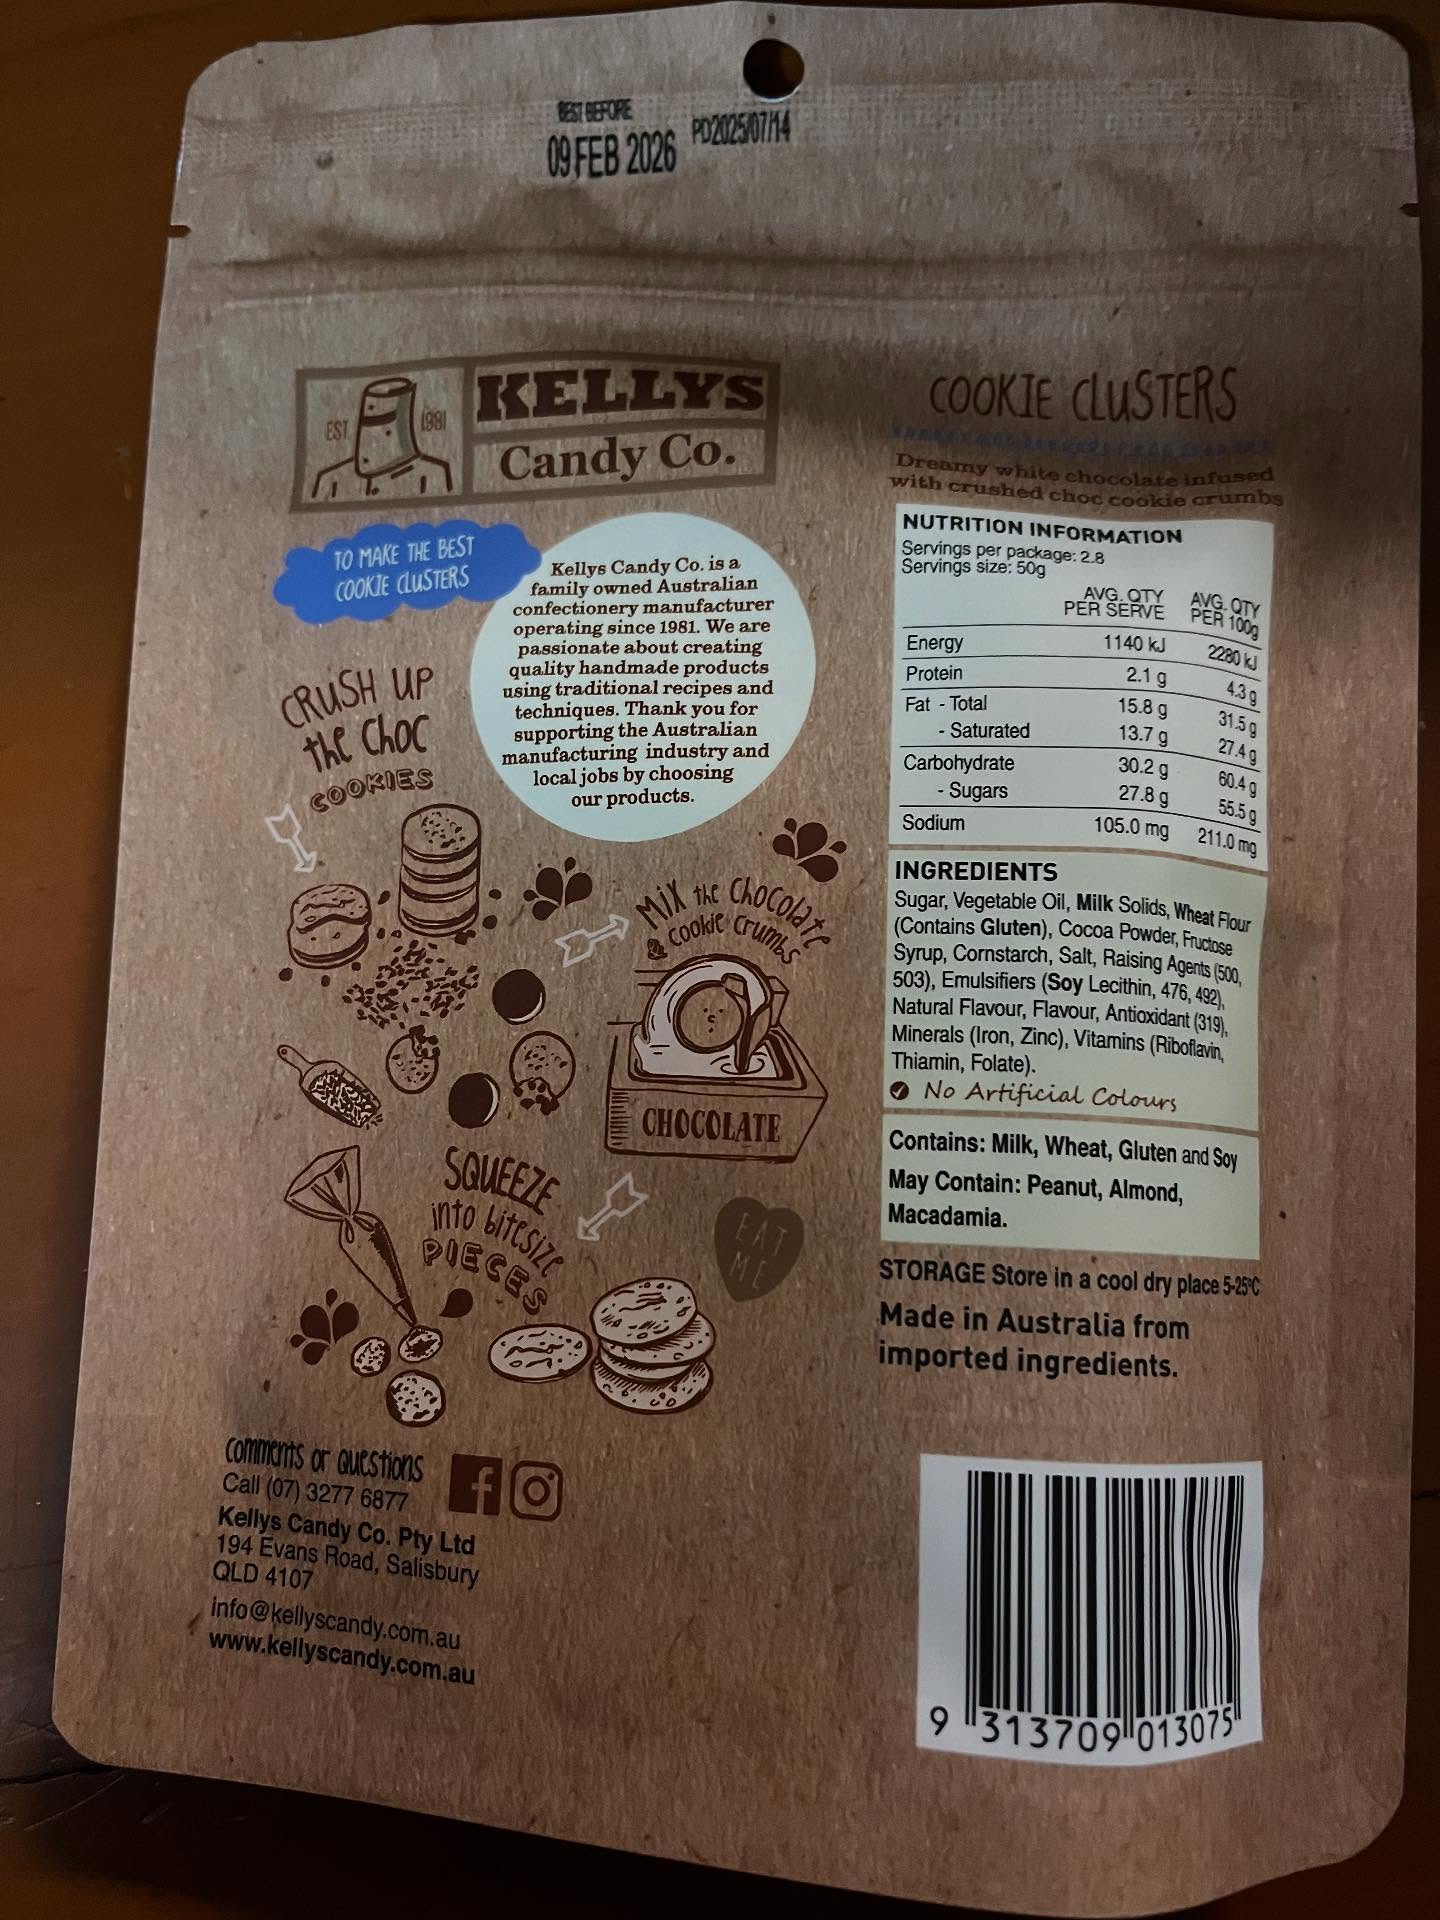 BEST BEFORE
09 FEB 2026
PD2025/07/14
EST. 1981
KELLYS
Candy Co.
TO MAKE THE BEST
COOKIE CLUSTERS
Kellys Candy Co. is a
family owned Australian
confectionery manufacturer
operating since 1981. We are
passionate about creating
quality handmade products
using traditional recipes and
techniques. Thank you for
supporting the Australian
manufacturing industry and
local jobs by choosing
our products.
CRUSH UP
the Choc
COOKIES
MIX the Chocolate
& Cookie Crumbs
CHOCOLATE
SQUEEZE
into bitesize
PIECES
EAT
ME
comments or questions
Call (07) 3277 6877
Kellys Candy Co. Pty Ltd
194 Evans Road, Salisbury
QLD 4107
info@kellyscandy.com.au
www.kellyscandy.com.au
COOKIE CLUSTERS
Dreamy white chocolate infused
with crushed choc cookie crumbs
NUTRITION INFORMATION
Servings per package: 2.8
Servings size: 50g
AVG. QTY AVG. QTY
PER SERVE PER 100g
Energy 1140 kJ 2280 kJ
Protein 2.1 g 4.3 g
Fat - Total 15.8 g 31.5 g
- Saturated 13.7 g 27.4 g
Carbohydrate 30.2 g 60.4 g
- Sugars 27.8 g 55.5 g
Sodium 105.0 mg 211.0 mg
INGREDIENTS
Sugar, Vegetable Oil, Milk Solids, Wheat Flour
(Contains Gluten), Cocoa Powder, Fructose
Syrup, Cornstarch, Salt, Raising Agents (500,
503), Emulsifiers (Soy Lecithin, 476, 492),
Natural Flavour, Flavour, Antioxidant (319),
Minerals (Iron, Zinc), Vitamins (Riboflavin,
Thiamin, Folate).
No Artificial Colours
Contains: Milk, Wheat, Gluten and Soy
May Contain: Peanut, Almond,
Macadamia.
STORAGE Store in a cool dry place 5-25°C
Made in Australia from
imported ingredients.
9 313709 013075